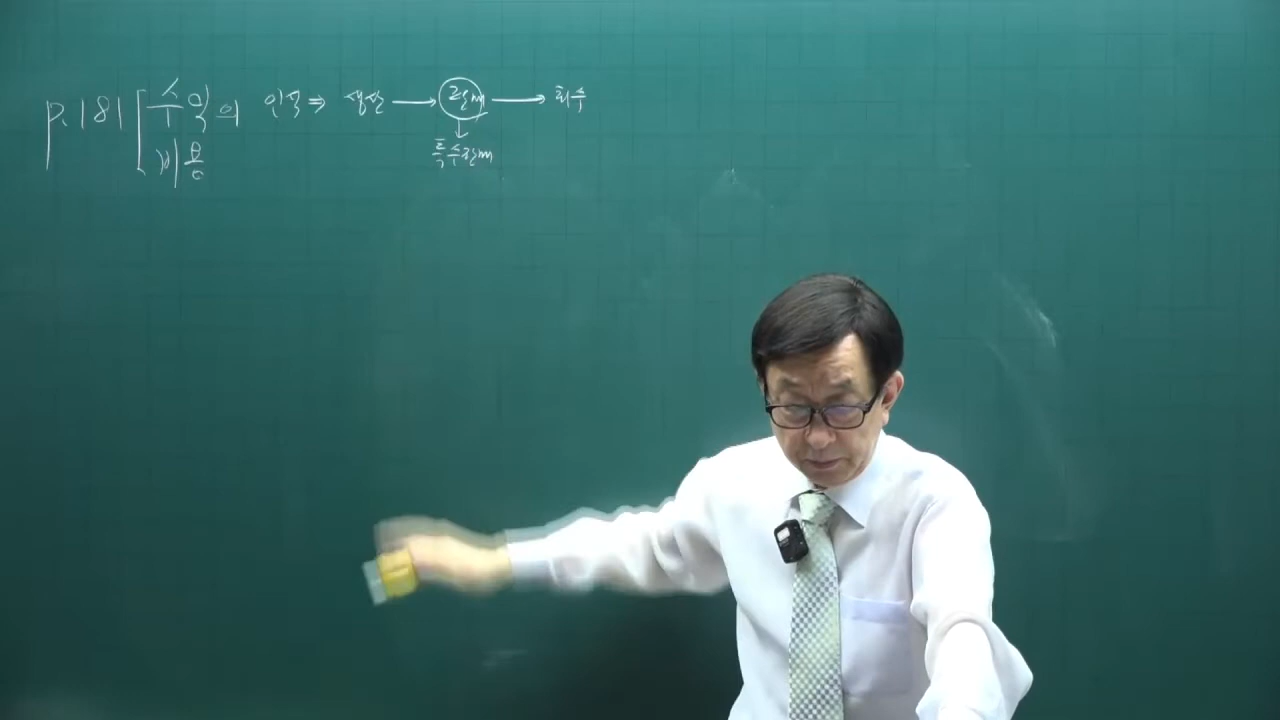 p.181 [수익의 인식 ⇒ 생산 → 판매 → 회수
비용
↓
특수판매